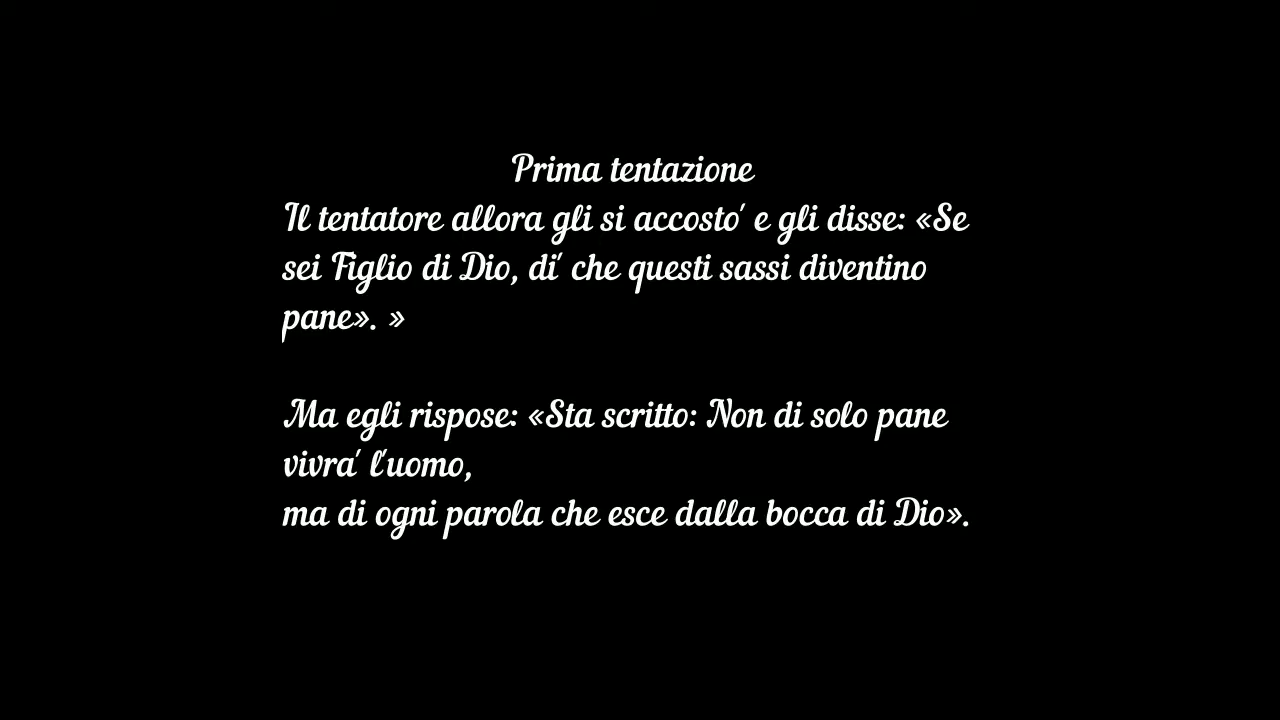 Prima tentazione
Il tentatore allora gli si accosto' e gli disse: «Se
sei Figlio di Dio, di' che questi sassi diventino
pane». »
Ma egli rispose: «Sta scritto: Non di solo pane
vivra' l'uomo,
ma di ogni parola che esce dalla bocca di Dio».